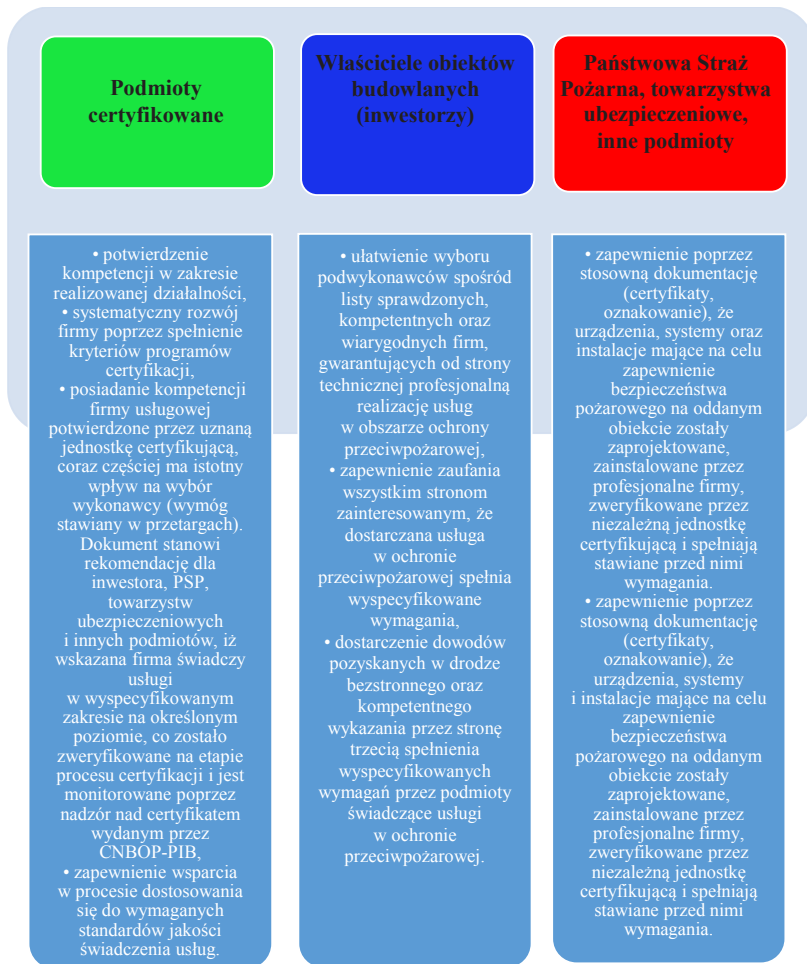 Podmioty
certyfikowane
Właściciele obiektów
budowlanych
(inwestorzy)
Państwowa Straż
Pożarna, towarzystwa
ubezpieczeniowe,
inne podmioty
• potwierdzenie
kompetencji w zakresie
realizowanej działalności,
• systematyczny rozwój
firmy poprzez spełnienie
kryteriów programów
certyfikacji,
• posiadanie kompetencji
firmy usługowej
potwierdzone przez uznaną
jednostkę certyfikującą,
coraz częściej ma istotny
wpływ na wybór
wykonawcy (wymóg
stawiany w przetargach).
Dokument stanowi
rekomendację dla
inwestora, PSP,
towarzystw
ubezpieczeniowych
i innych podmiotów, iż
wskazana firma świadczy
usługi
w wyspecyfikowanym
zakresie na określonym
poziomie, co zostało
zweryfikowane na etapie
procesu certyfikacji i jest
monitorowane poprzez
nadzór nad certyfikatem
wydanym przez
CNBOP-PIB,
• zapewnienie wsparcia
w procesie dostosowania
się do wymaganych
standardów jakości
świadczenia usług.
• ułatwienie wyboru
podwykonawców spośród
listy sprawdzonych,
kompetentnych oraz
wiarygodnych firm,
gwarantujących od strony
technicznej profesjonalną
realizację usług
w obszarze ochrony
przeciwpożarowej,
• zapewnienie zaufania
wszystkim stronom
zainteresowanym, że
dostarczana usługa
w ochronie
przeciwpożarowej spełnia
wyspecyfikowane
wymagania,
• dostarczenie dowodów
pozyskanych w drodze
bezstronnego oraz
kompetentnego
wykazania przez stronę
trzecią spełnienia
wyspecyfikowanych
wymagań przez podmioty
świadczące usługi
w ochronie
przeciwpożarowej.
• zapewnienie poprzez
stosowną dokumentację
(certyfikaty,
oznakowanie), że
urządzenia, systemy oraz
instalacje mające na celu
zapewnienie
bezpieczeństwa
pożarowego na oddanym
obiekcie zostały
zaprojektowane,
zainstalowane przez
profesjonalne firmy,
zweryfikowane przez
niezależną jednostkę
certyfikującą i spełniają
stawiane przed nimi
wymagania.
• zapewnienie poprzez
stosowną dokumentację
(certyfikaty,
oznakowanie), że
urządzenia, systemy
i instalacje mające na celu
zapewnienie
bezpieczeństwa
pożarowego na oddanym
obiekcie zostały
zaprojektowane,
zainstalowane przez
profesjonalne firmy,
zweryfikowane przez
niezależną jednostkę
certyfikującą i spełniają
stawiane przed nimi
wymagania.